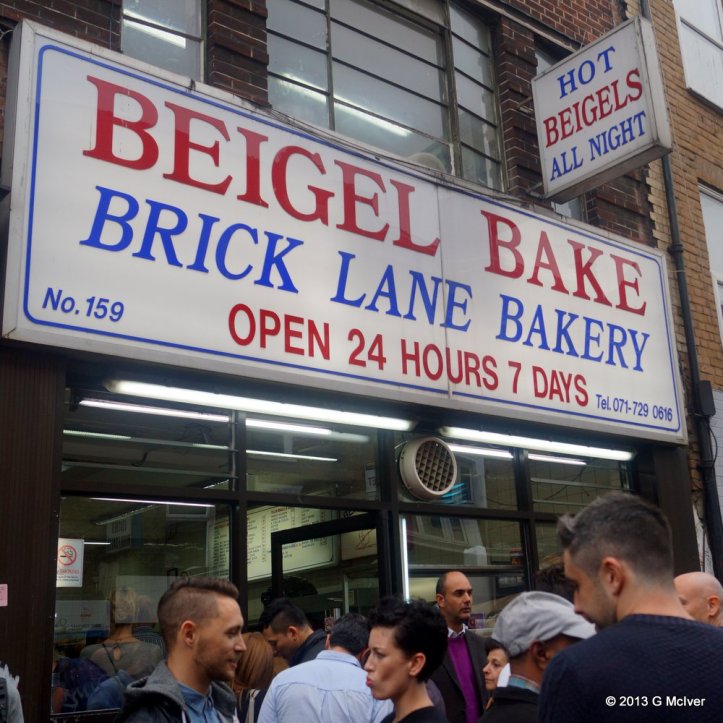 HOT
BEIGELS
ALL NIGHT
BEIGEL BAKE
BRICK LANE BAKERY
No. 159
OPEN 24 HOURS 7 DAYS
Tel. 071-729 0616
© 2013 G McIver